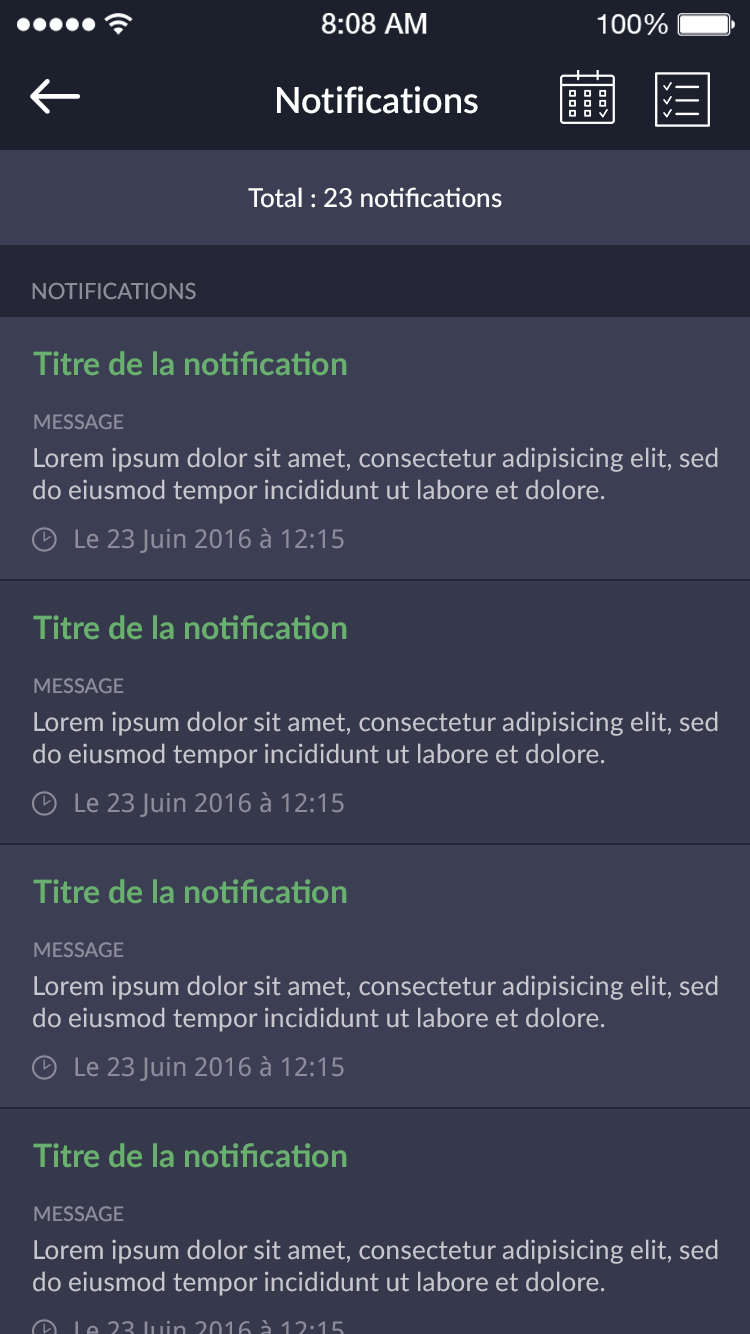 8:08 AM 100%
Notifications
Total : 23 notifications
NOTIFICATIONS
Titre de la notification
MESSAGE
Lorem ipsum dolor sit amet, consectetur adipisicing elit, sed
do eiusmod tempor incididunt ut labore et dolore.
Le 23 Juin 2016 à 12:15
Titre de la notification
MESSAGE
Lorem ipsum dolor sit amet, consectetur adipisicing elit, sed
do eiusmod tempor incididunt ut labore et dolore.
Le 23 Juin 2016 à 12:15
Titre de la notification
MESSAGE
Lorem ipsum dolor sit amet, consectetur adipisicing elit, sed
do eiusmod tempor incididunt ut labore et dolore.
Le 23 Juin 2016 à 12:15
Titre de la notification
MESSAGE
Lorem ipsum dolor sit amet, consectetur adipisicing elit, sed
do eiusmod tempor incididunt ut labore et dolore.
Le 23 Juin 2016 à 12:15